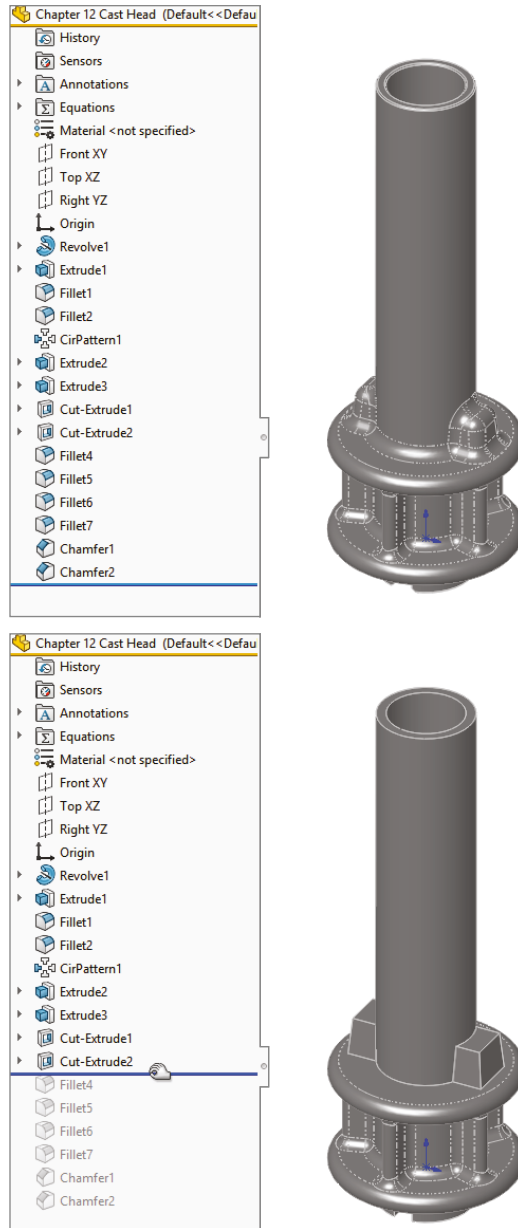 Chapter 12 Cast Head (Default<<Defau
History
Sensors
Annotations
Equations
Material <not specified>
Front XY
Top XZ
Right YZ
Origin
Revolve1
Extrude1
Fillet1
Fillet2
CirPattern1
Extrude2
Extrude3
Cut-Extrude1
Cut-Extrude2
Fillet4
Fillet5
Fillet6
Fillet7
Chamfer1
Chamfer2
Chapter 12 Cast Head (Default<<Defau
History
Sensors
Annotations
Equations
Material <not specified>
Front XY
Top XZ
Right YZ
Origin
Revolve1
Extrude1
Fillet1
Fillet2
CirPattern1
Extrude2
Extrude3
Cut-Extrude1
Cut-Extrude2
Fillet4
Fillet5
Fillet6
Fillet7
Chamfer1
Chamfer2